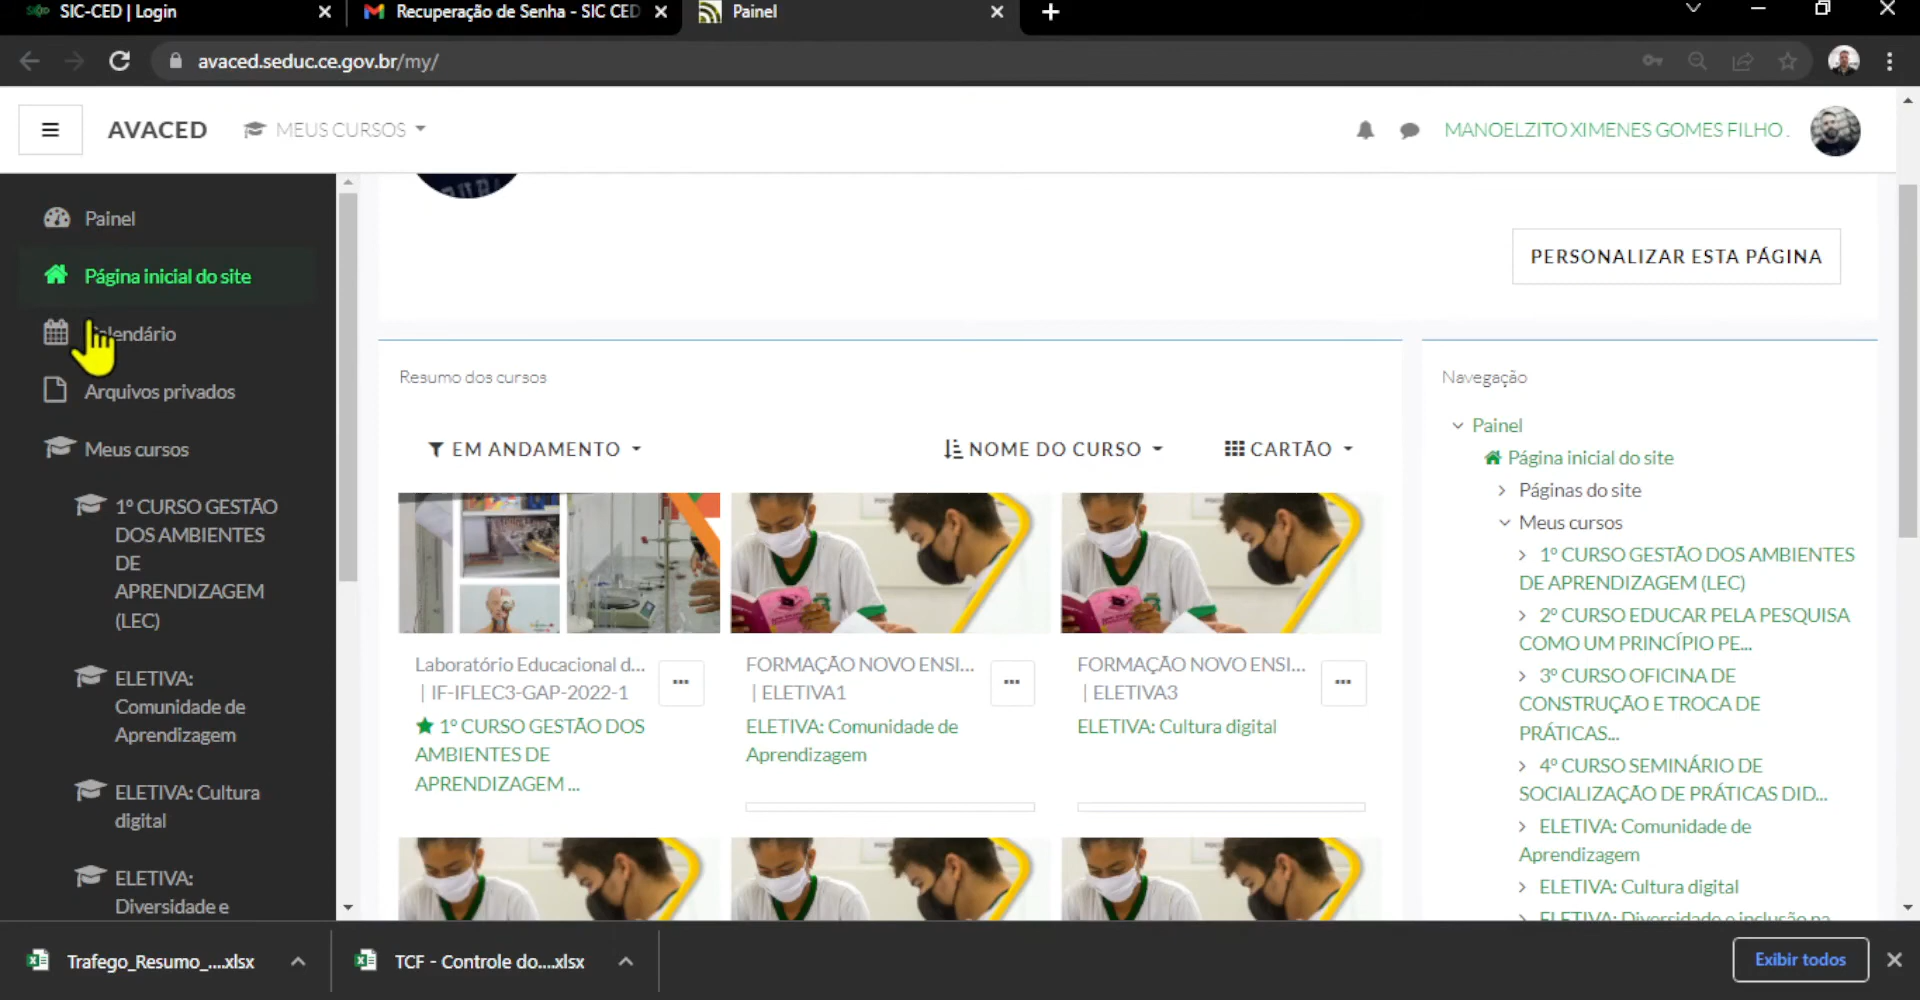 SIC-CED | Login
Recuperação de Senha - SIC CED
Painel
avaced.seduc.ce.gov.br/my/
AVACED
MEUS CURSOS
MANOELZITO XIMENES GOMES FILHO .
Painel
Página inicial do site
Calendário
Arquivos privados
Meus cursos
1º CURSO GESTÃO
DOS AMBIENTES
DE
APRENDIZAGEM
(LEC)
ELETIVA:
Comunidade de
Aprendizagem
ELETIVA: Cultura
digital
ELETIVA:
Diversidade e
PERSONALIZAR ESTA PÁGINA
Resumo dos cursos
EM ANDAMENTO
NOME DO CURSO
CARTÃO
Laboratório Educacional d...
| IF-IFLEC3-GAP-2022-1
1º CURSO GESTÃO DOS
AMBIENTES DE
APRENDIZAGEM ...
FORMAÇÃO NOVO ENSI...
| ELETIVA1
ELETIVA: Comunidade de
Aprendizagem
FORMAÇÃO NOVO ENSI...
| ELETIVA3
ELETIVA: Cultura digital
Navegação
Painel
Página inicial do site
Páginas do site
Meus cursos
1º CURSO GESTÃO DOS AMBIENTES
DE APRENDIZAGEM (LEC)
2º CURSO EDUCAR PELA PESQUISA
COMO UM PRINCÍPIO PE...
3º CURSO OFICINA DE
CONSTRUÇÃO E TROCA DE
PRÁTICAS...
4º CURSO SEMINÁRIO DE
SOCIALIZAÇÃO DE PRÁTICAS DID...
ELETIVA: Comunidade de
Aprendizagem
ELETIVA: Cultura digital
ELETIVA: Diversidade e inclusão na
Trafego_Resumo_....xlsx
TCF - Controle do....xlsx
Exibir todos